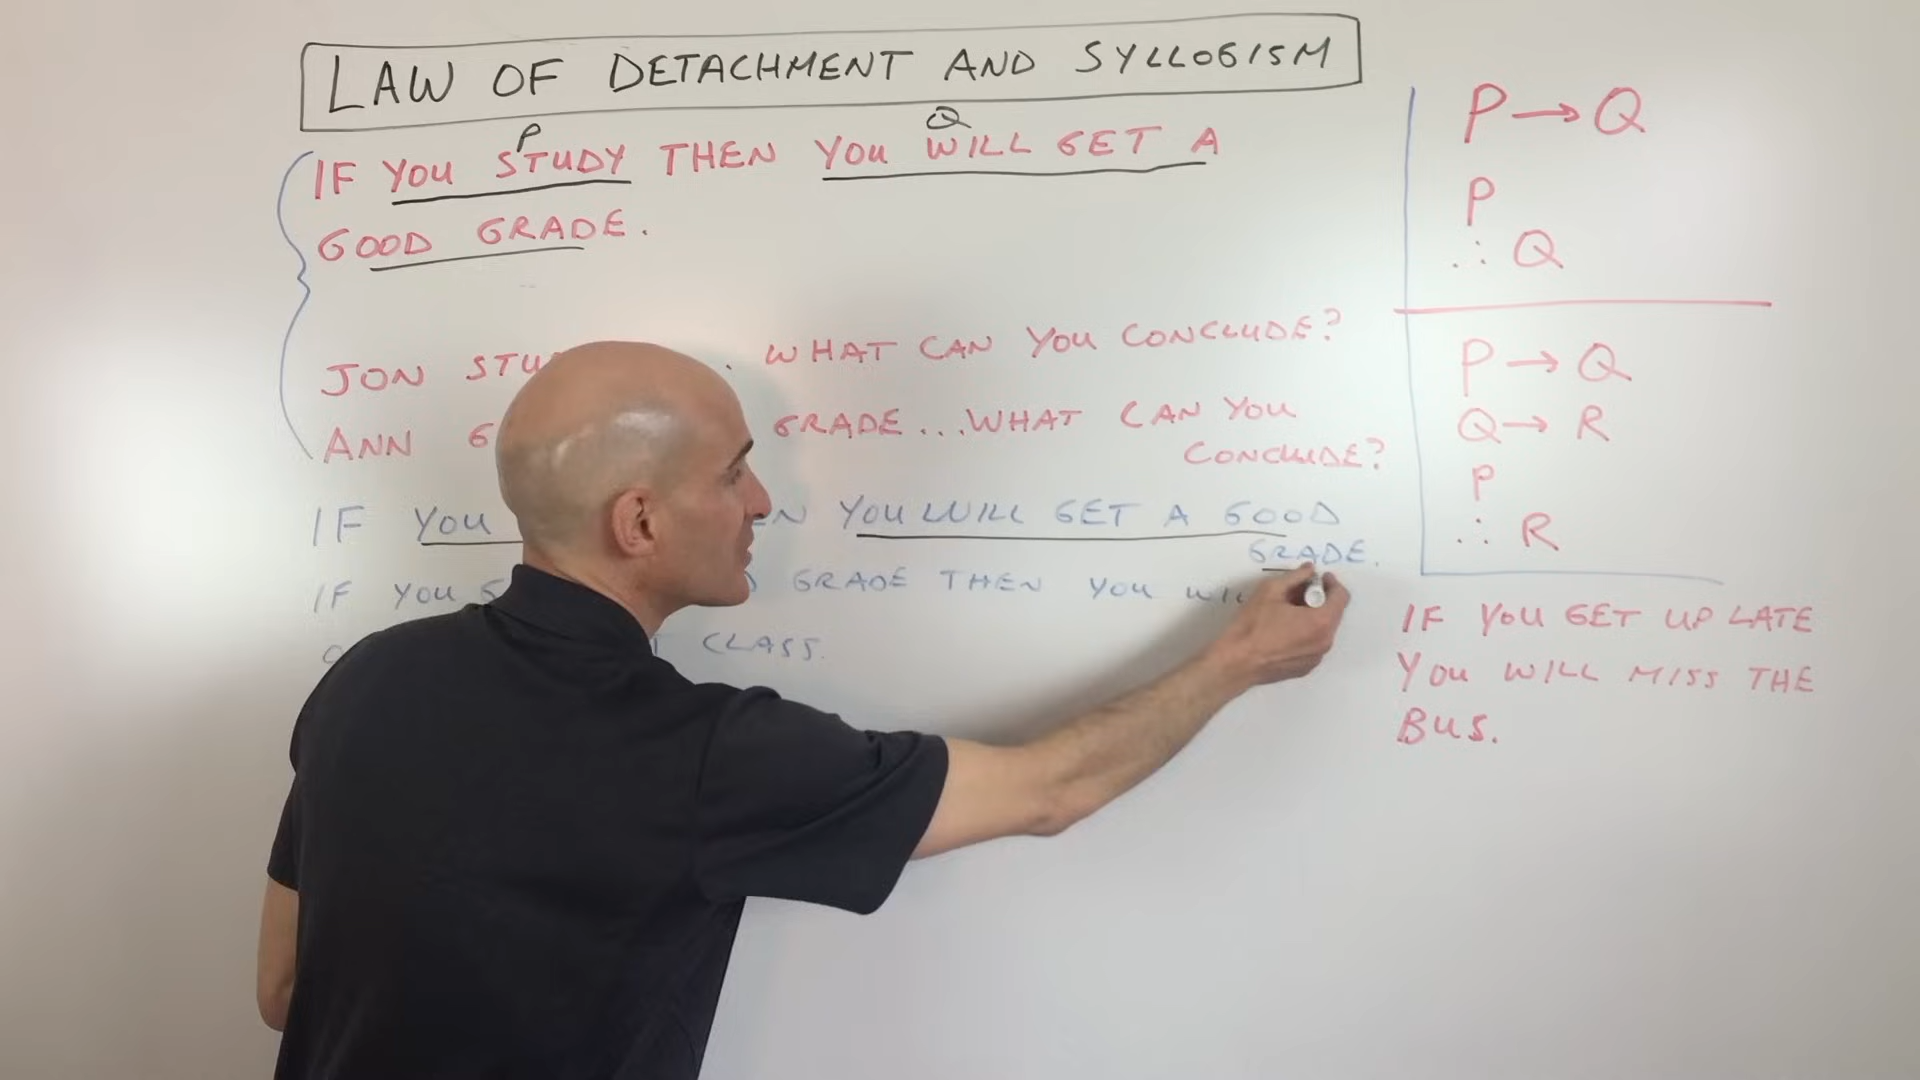 LAW OF DETACHMENT AND SYLLOGISM
P Q
IF YOU STUDY THEN YOU WILL GET A
GOOD GRADE.
JON WHAT CAN YOU CONCLUDE?
ANN GRADE...WHAT CAN YOU
CONCLUDE?
IF YOU YOU WILL GET A GOOD
GRADE.
IF YOU GRADE THEN YOU
CLASS.
P → Q
P
∴ Q
P → Q
Q → R
P
∴ R
IF YOU GET UP LATE
YOU WILL MISS THE
BUS.